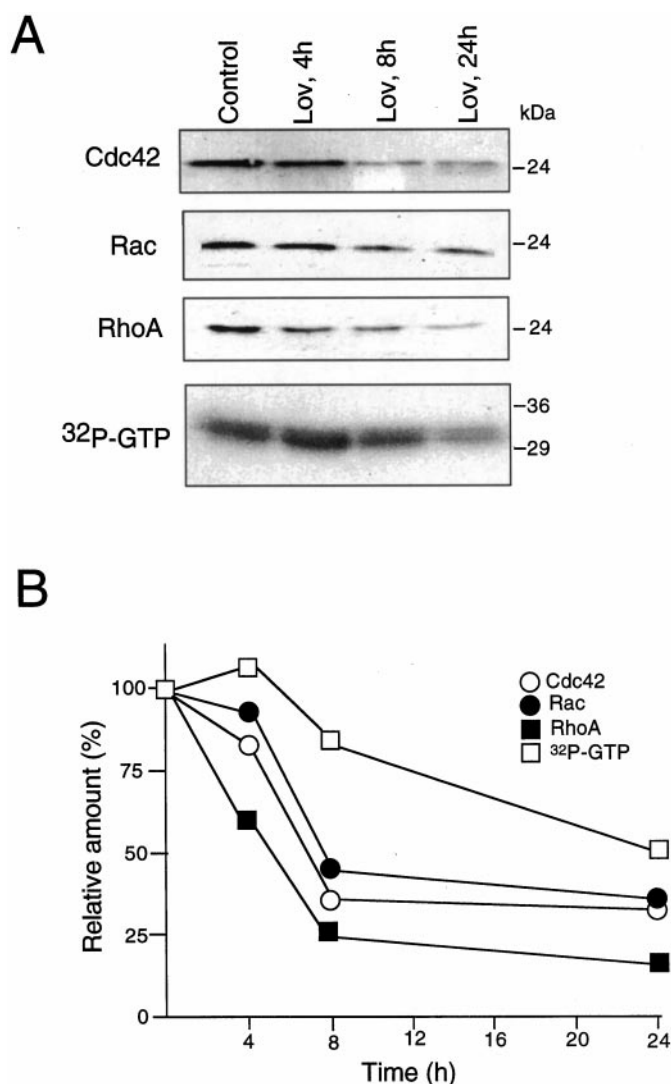 A
Control
Lov, 4h
Lov, 8h
Lov, 24h
kDa
Cdc42
-24
Rac
-24
RhoA
-24
32P-GTP
-36
-29
B
Relative amount (%)
100
75
50
25
0
Cdc42
Rac
RhoA
32P-GTP
4
8
12
16
20
24
Time (h)